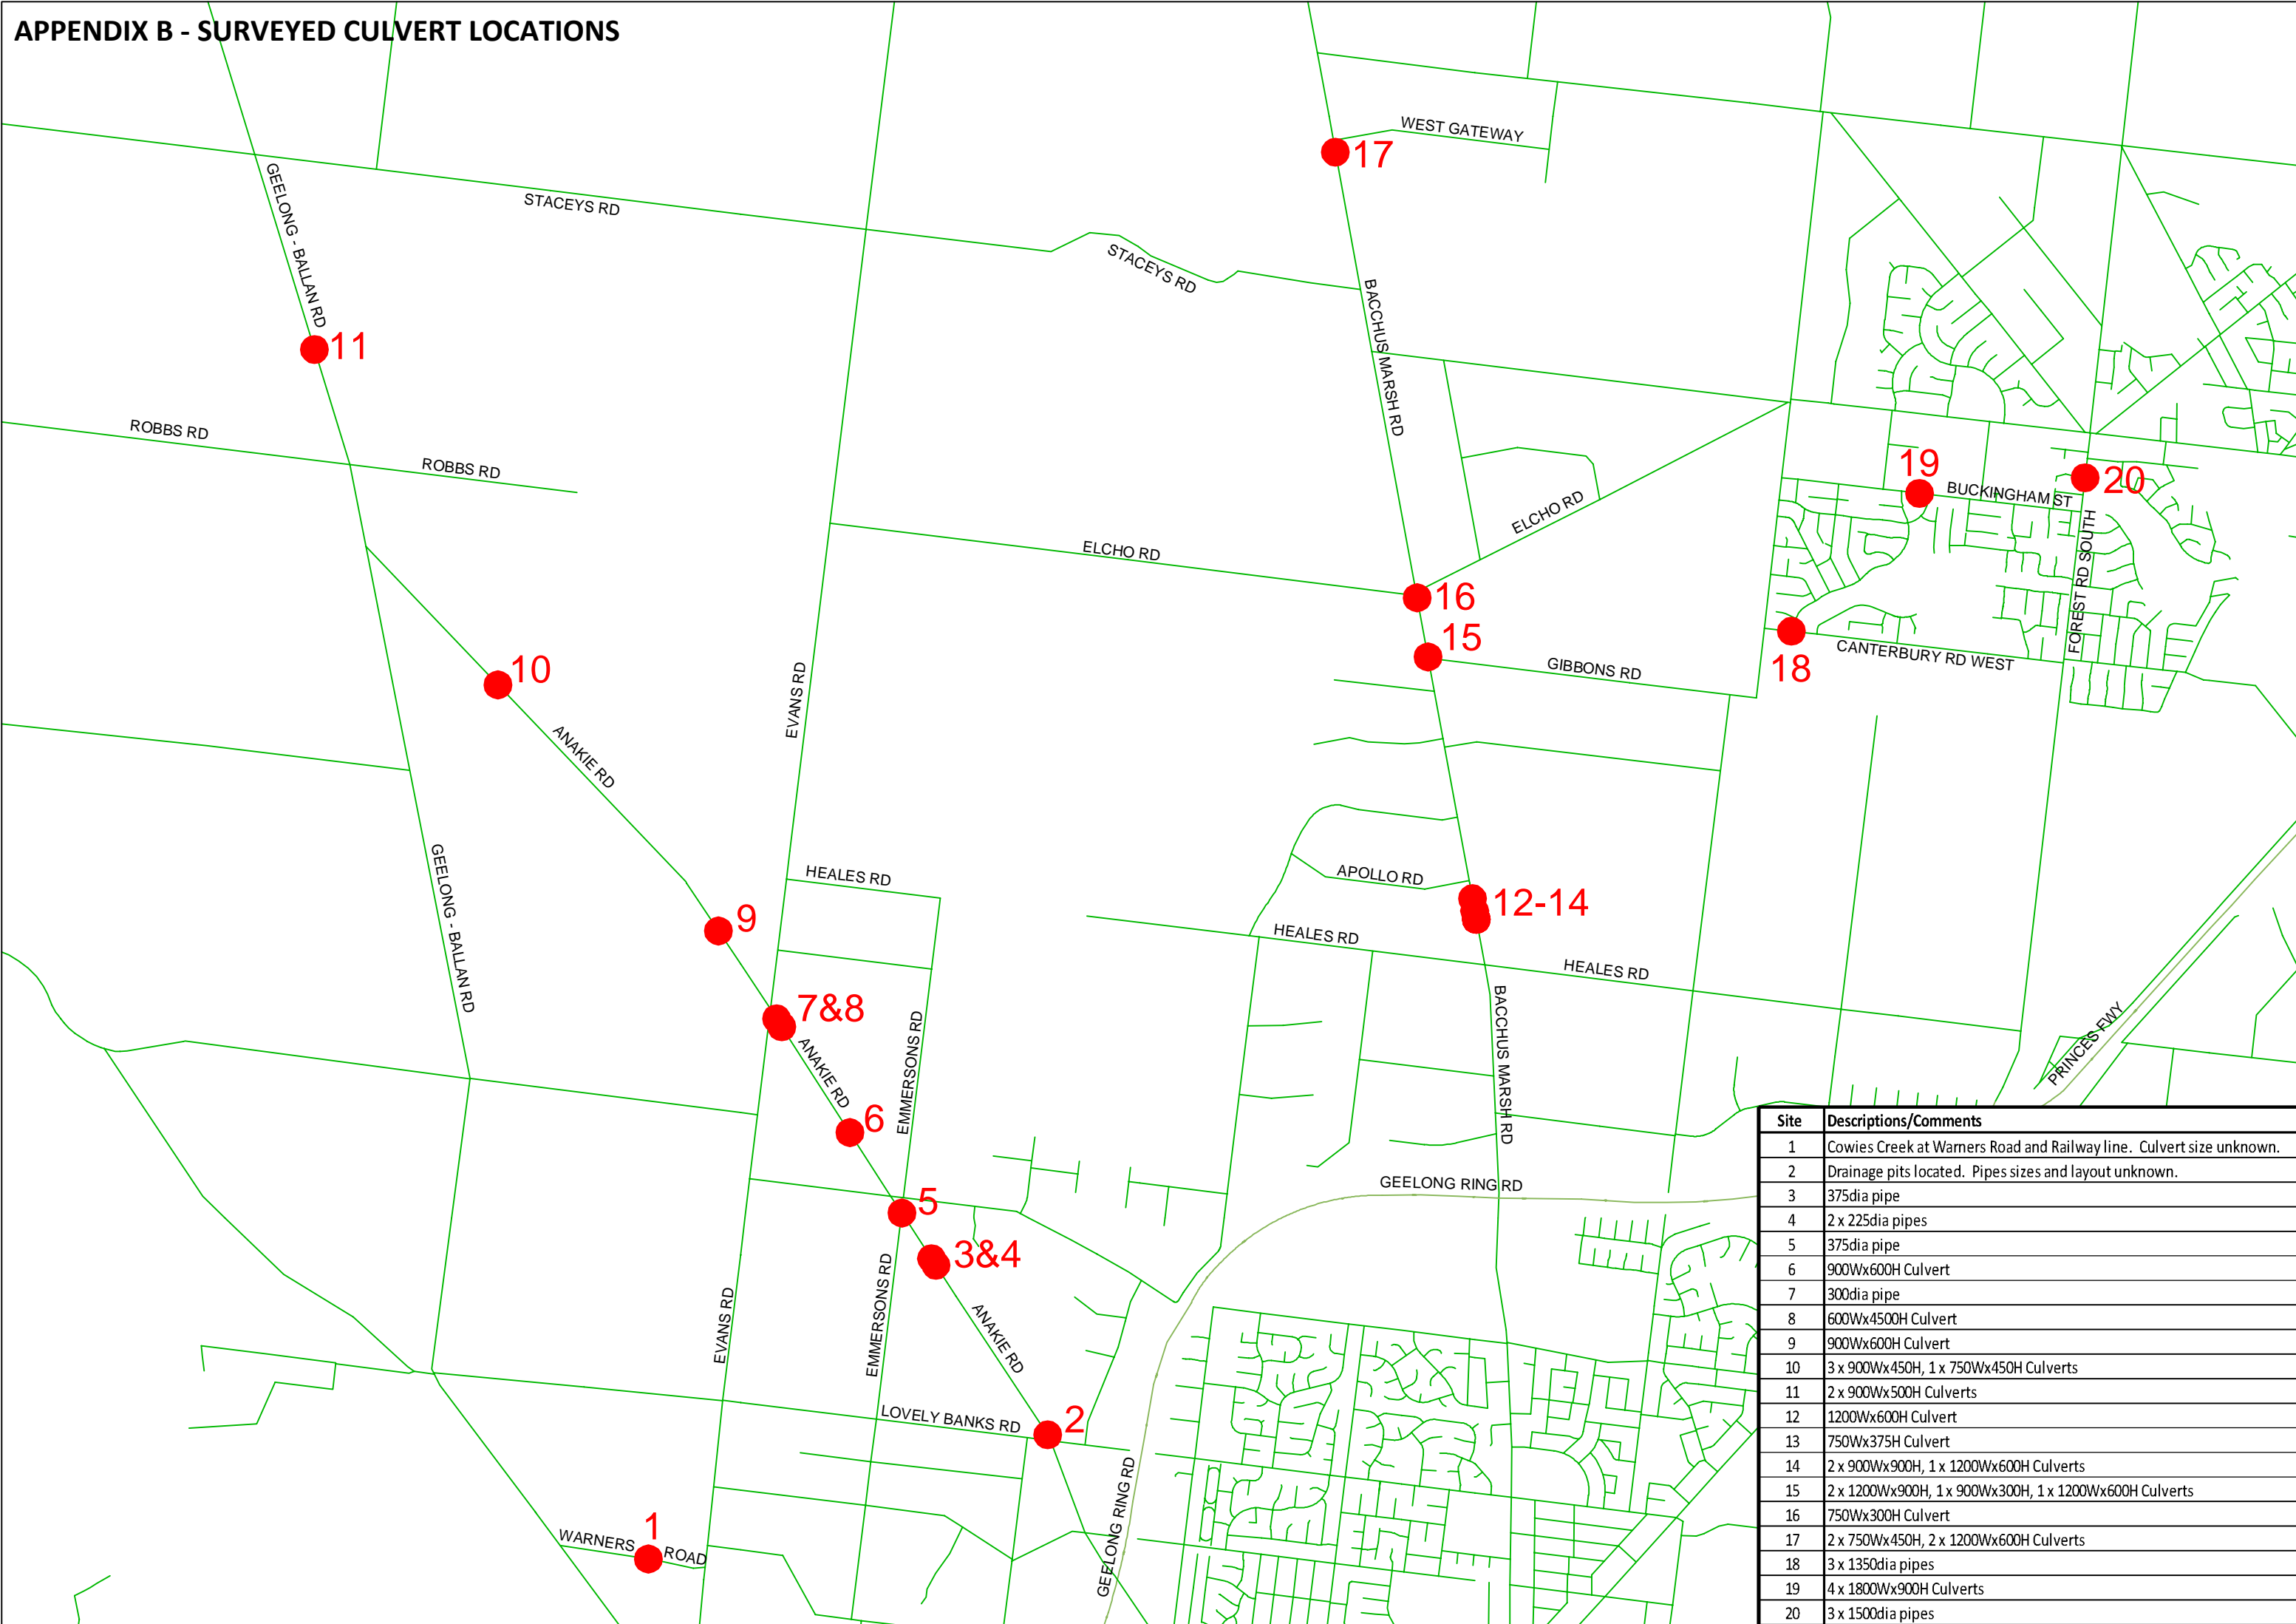 APPENDIX B - SURVEYED CULVERT LOCATIONS
WEST GATEWAY
17
GEELONG - BALLAN RD
STACEYS RD
STACEYS RD
BACCHUS MARSH RD
11
ROBBS RD
ROBBS RD
19
BUCKINGHAM ST
20
ELCHO RD
ELCHO RD
FOREST RD SOUTH
16
15
GIBBONS RD
18
CANTERBURY RD WEST
10
EVANS RD
ANAKIE RD
GEELONG - BALLAN RD
HEALES RD
APOLLO RD
12-14
9
HEALES RD
HEALES RD
7&8
ANAKIE RD
EMMERSONS RD
BACCHUS MARSH RD
PRINCES FWY
6
GEELONG RING RD
5
3&4
EVANS RD
EMMERSONS RD
ANAKIE RD
LOVELY BANKS RD
2
GEELONG RING RD
1
WARNERS ROAD
Site Descriptions/Comments
1 Cowies Creek at Warners Road and Railway line. Culvert size unknown.
2 Drainage pits located. Pipes sizes and layout unknown.
3 375dia pipe
4 2 x 225dia pipes
5 375dia pipe
6 900Wx600H Culvert
7 300dia pipe
8 600Wx4500H Culvert
9 900Wx600H Culvert
10 3 x 900Wx450H, 1 x 750Wx450H Culverts
11 2 x 900Wx500H Culverts
12 1200Wx600H Culvert
13 750Wx375H Culvert
14 2 x 900Wx900H, 1 x 1200Wx600H Culverts
15 2 x 1200Wx900H, 1 x 900Wx300H, 1 x 1200Wx600H Culverts
16 750Wx300H Culvert
17 2 x 750Wx450H, 2 x 1200Wx600H Culverts
18 3 x 1350dia pipes
19 4 x 1800Wx900H Culverts
20 3 x 1500dia pipes